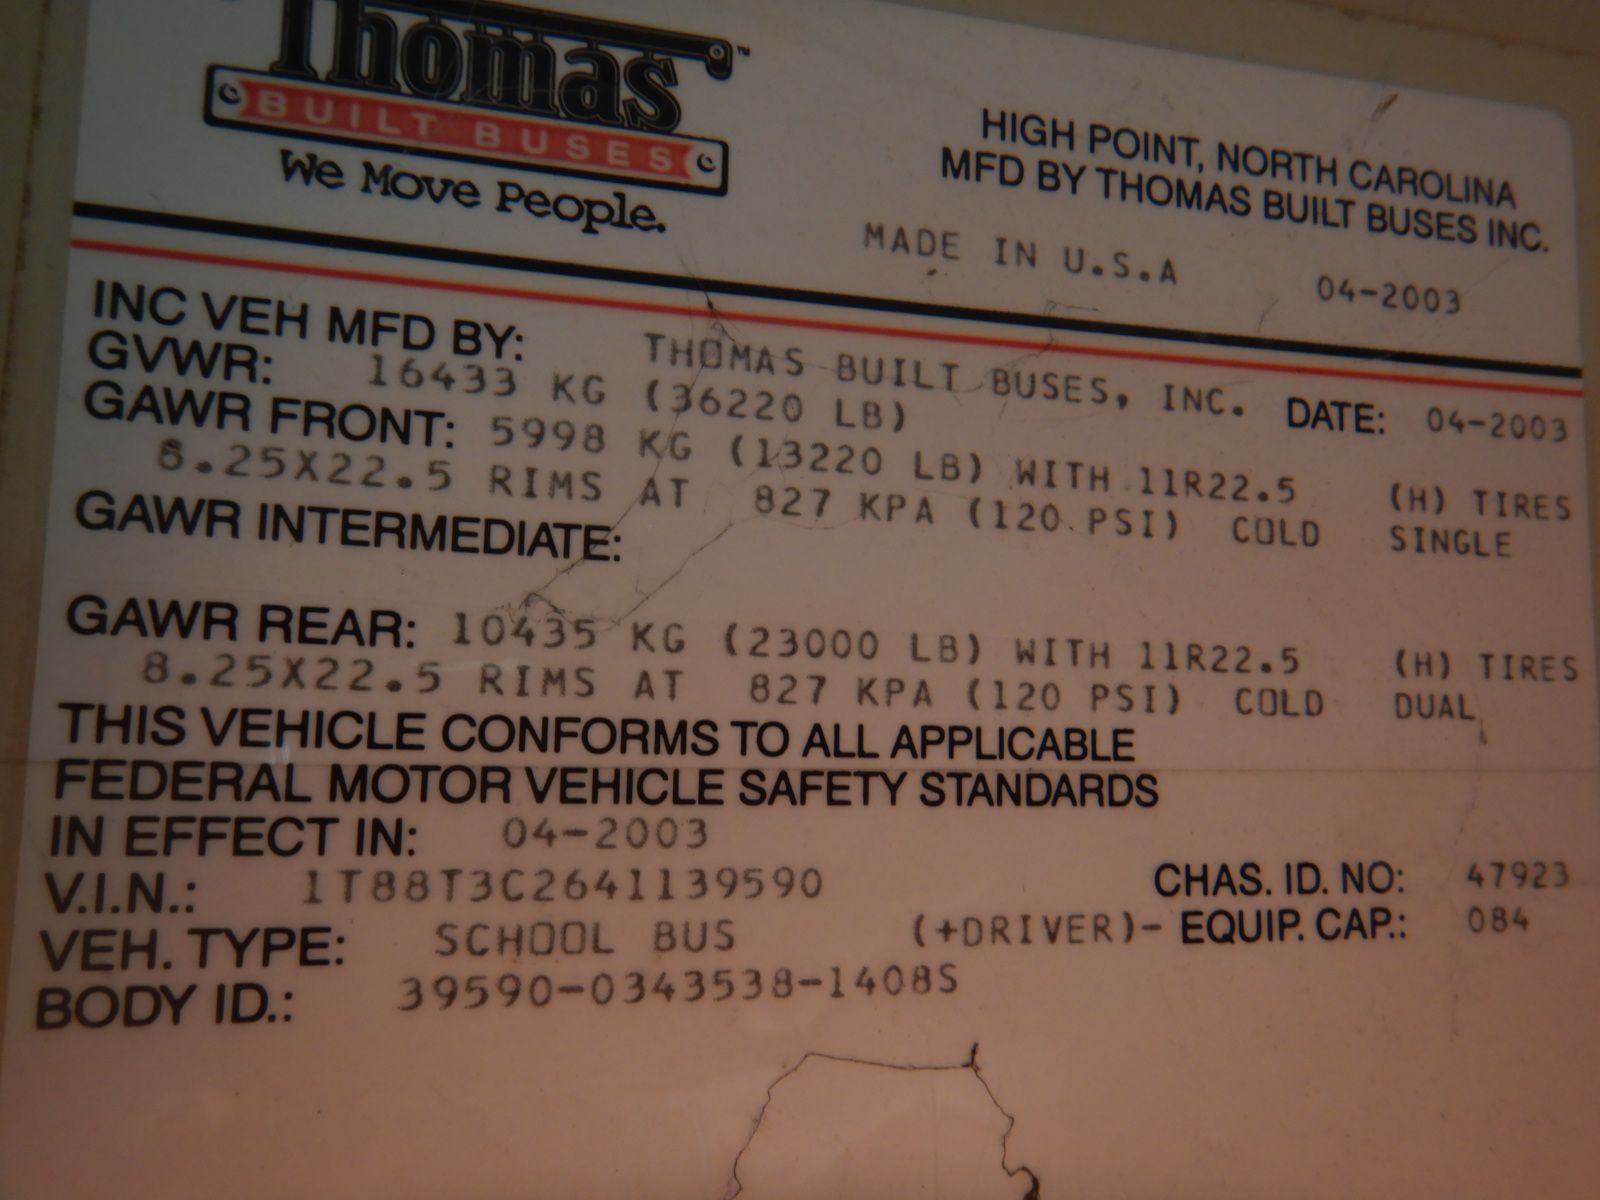 Thomas™
BUILT BUSES
We Move People.
HIGH POINT, NORTH CAROLINA
MFD BY THOMAS BUILT BUSES INC.
MADE IN U.S.A 04-2003
INC VEH MFD BY: THOMAS BUILT BUSES, INC. DATE: 04-2003
GVWR: 16433 KG (36220 LB)
GAWR FRONT: 5998 KG (13220 LB) WITH 11R22.5 (H) TIRES
8.25X22.5 RIMS AT 827 KPA (120 PSI) COLD SINGLE
GAWR INTERMEDIATE:
GAWR REAR: 10435 KG (23000 LB) WITH 11R22.5 (H) TIRES
8.25X22.5 RIMS AT 827 KPA (120 PSI) COLD DUAL
THIS VEHICLE CONFORMS TO ALL APPLICABLE
FEDERAL MOTOR VEHICLE SAFETY STANDARDS
IN EFFECT IN: 04-2003
V.I.N.: 1T88T3C2641139590 CHAS. ID. NO: 47923
VEH. TYPE: SCHOOL BUS (+DRIVER)- EQUIP. CAP.: 084
BODY ID.: 39590-0343538-1408S